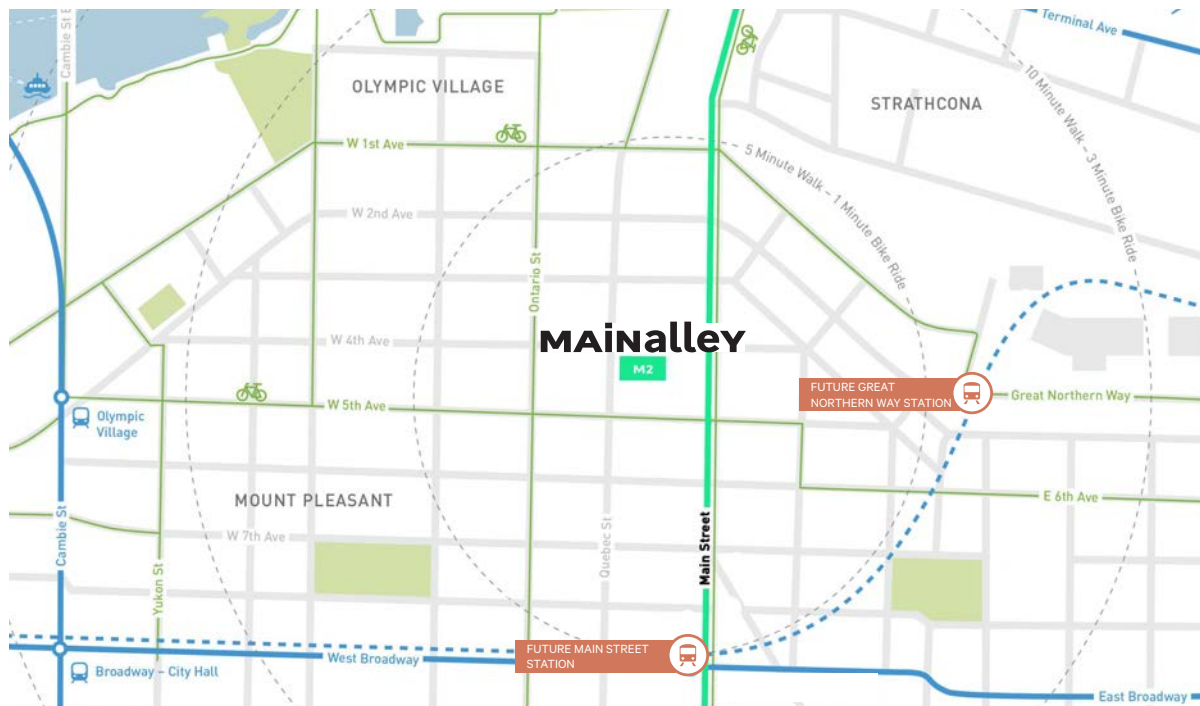 Cambie St B
Terminal Ave
OLYMPIC VILLAGE
STRATHCONA
10 Minute Walk – 3 Minute Bike Ride
W 1st Ave
5 Minute Walk – 1 Minute Bike Ride
W 2nd Ave
Ontario St
MAiNalley
W 4th Ave
M2
FUTURE GREAT
NORTHERN WAY STATION
Great Northern Way
W 5th Ave
Olympic
Village
MOUNT PLEASANT
E 6th Ave
Cambie St
W 7th Ave
Quebec St
Main Street
Yukon St
FUTURE MAIN STREET
STATION
West Broadway
Broadway – City Hall
East Broadway